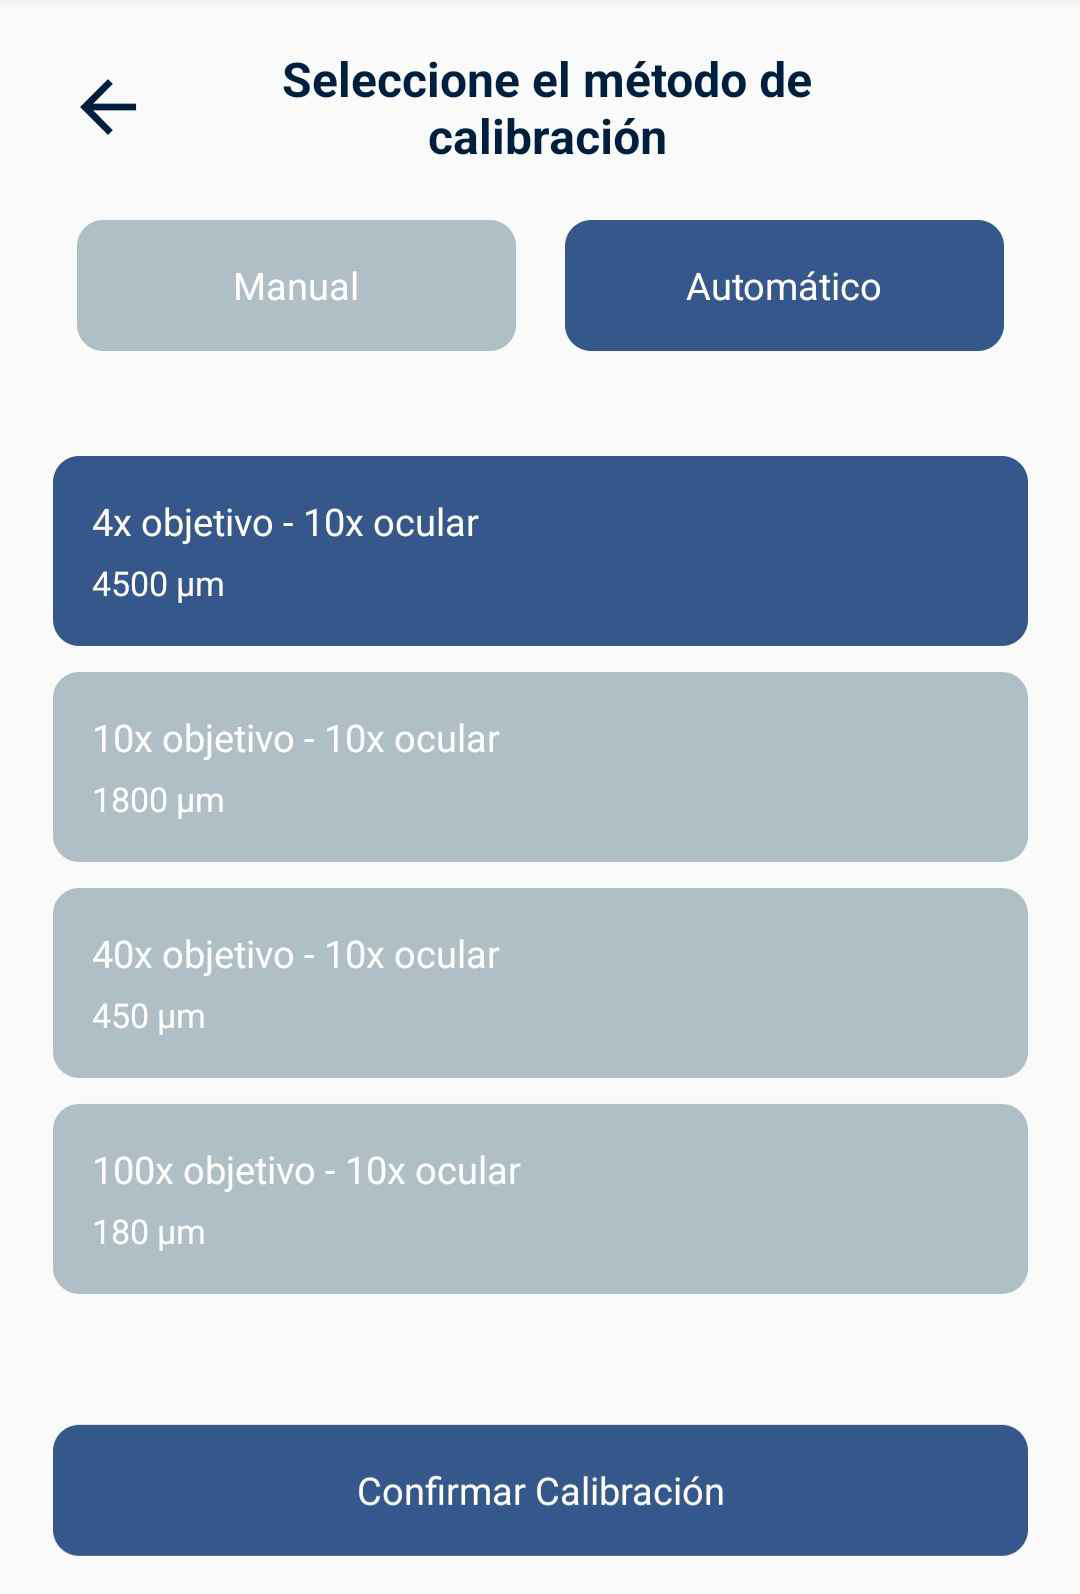 Seleccione el método de
calibración
Manual
Automático
4x objetivo - 10x ocular
4500 μm
10x objetivo - 10x ocular
1800 μm
40x objetivo - 10x ocular
450 μm
100x objetivo - 10x ocular
180 μm
Confirmar Calibración